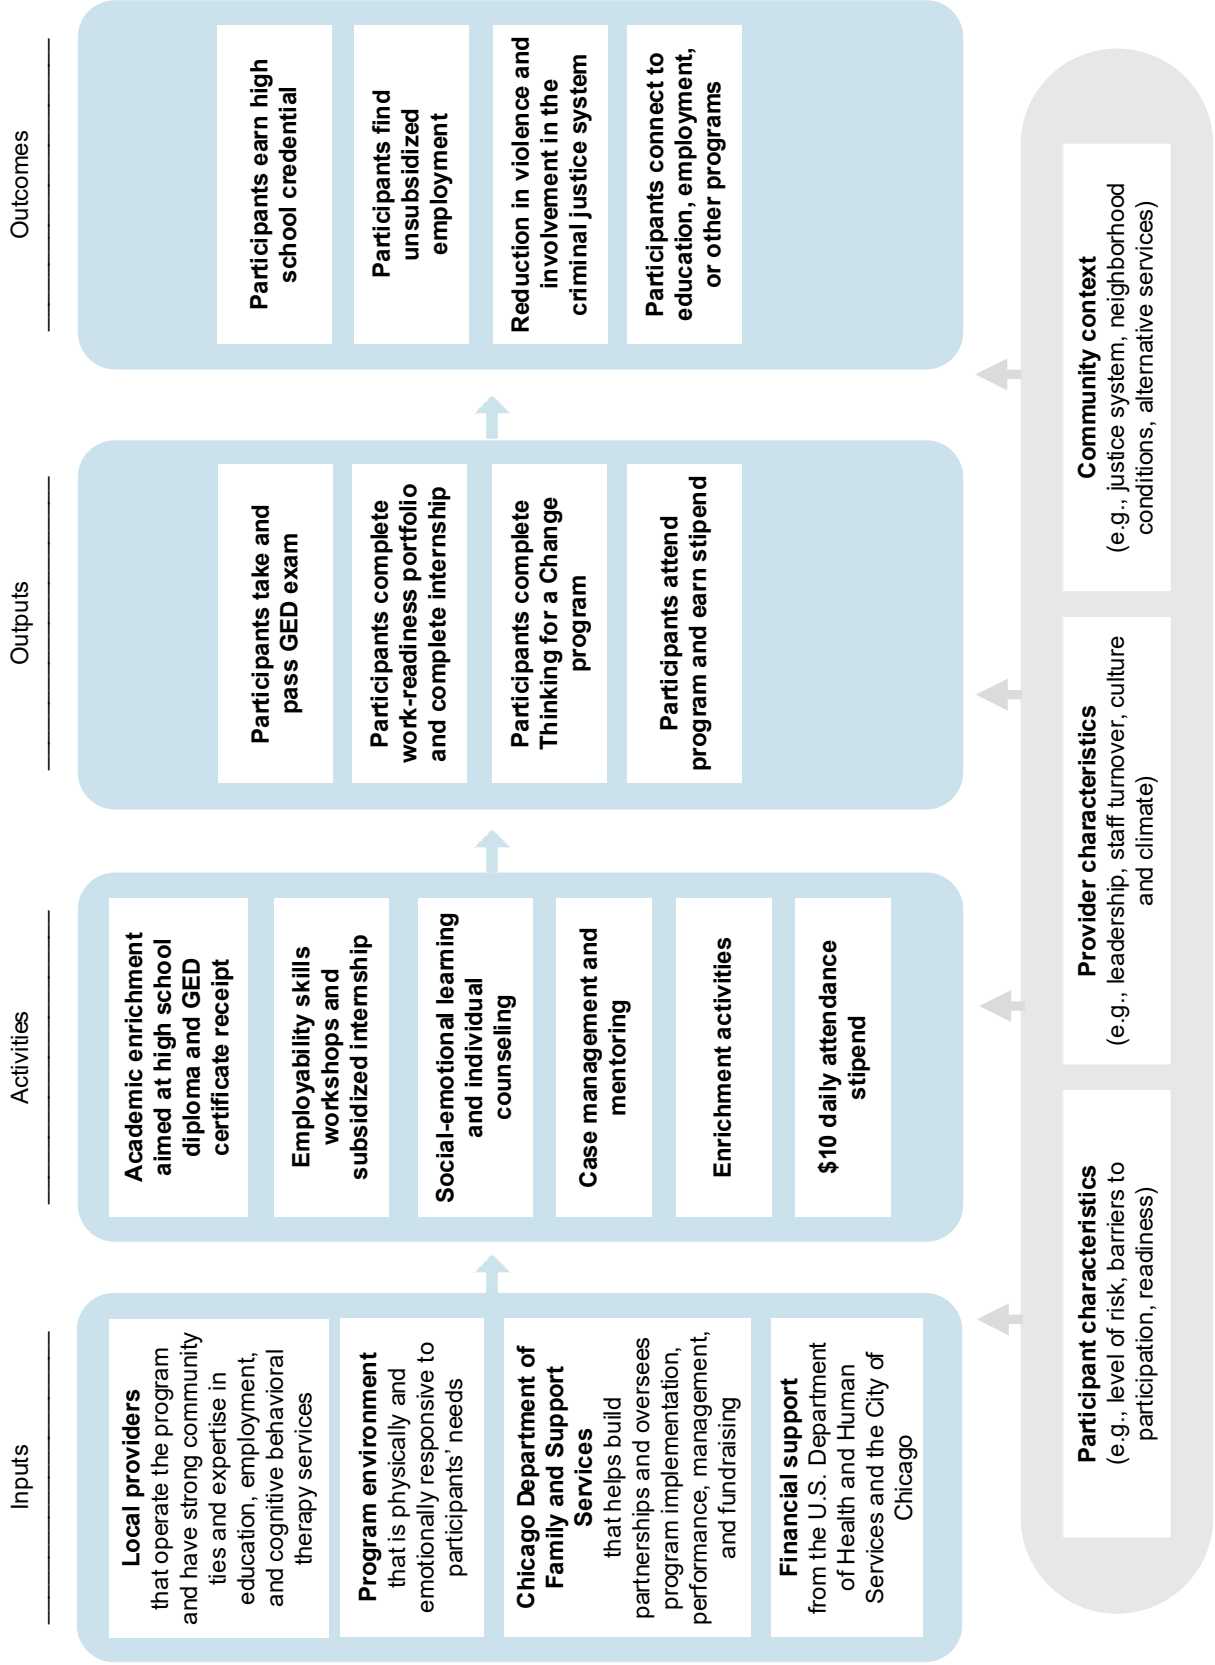 Inputs
Local providers
that operate the program
and have strong community
ties and expertise in
education, employment,
and cognitive behavioral
therapy services
Program environment
that is physically and
emotionally responsive to
participants’ needs
Chicago Department of
Family and Support
Services
that helps build
partnerships and oversees
program implementation,
performance, management,
and fundraising
Financial support
from the U.S. Department
of Health and Human
Services and the City of
Chicago
Activities
Academic enrichment
aimed at high school
diploma and GED
certificate receipt
Employability skills
workshops and
subsidized internship
Social-emotional learning
and individual
counseling
Case management and
mentoring
Enrichment activities
$10 daily attendance
stipend
Outputs
Participants take and
pass GED exam
Participants complete
work-readiness portfolio
and complete internship
Participants complete
Thinking for a Change
program
Participants attend
program and earn stipend
Outcomes
Participants earn high
school credential
Participants find
unsubsidized
employment
Reduction in violence and
involvement in the
criminal justice system
Participants connect to
education, employment,
or other programs
Participant characteristics
(e.g., level of risk, barriers to
participation, readiness)
Provider characteristics
(e.g., leadership, staff turnover, culture
and climate)
Community context
(e.g., justice system, neighborhood
conditions, alternative services)